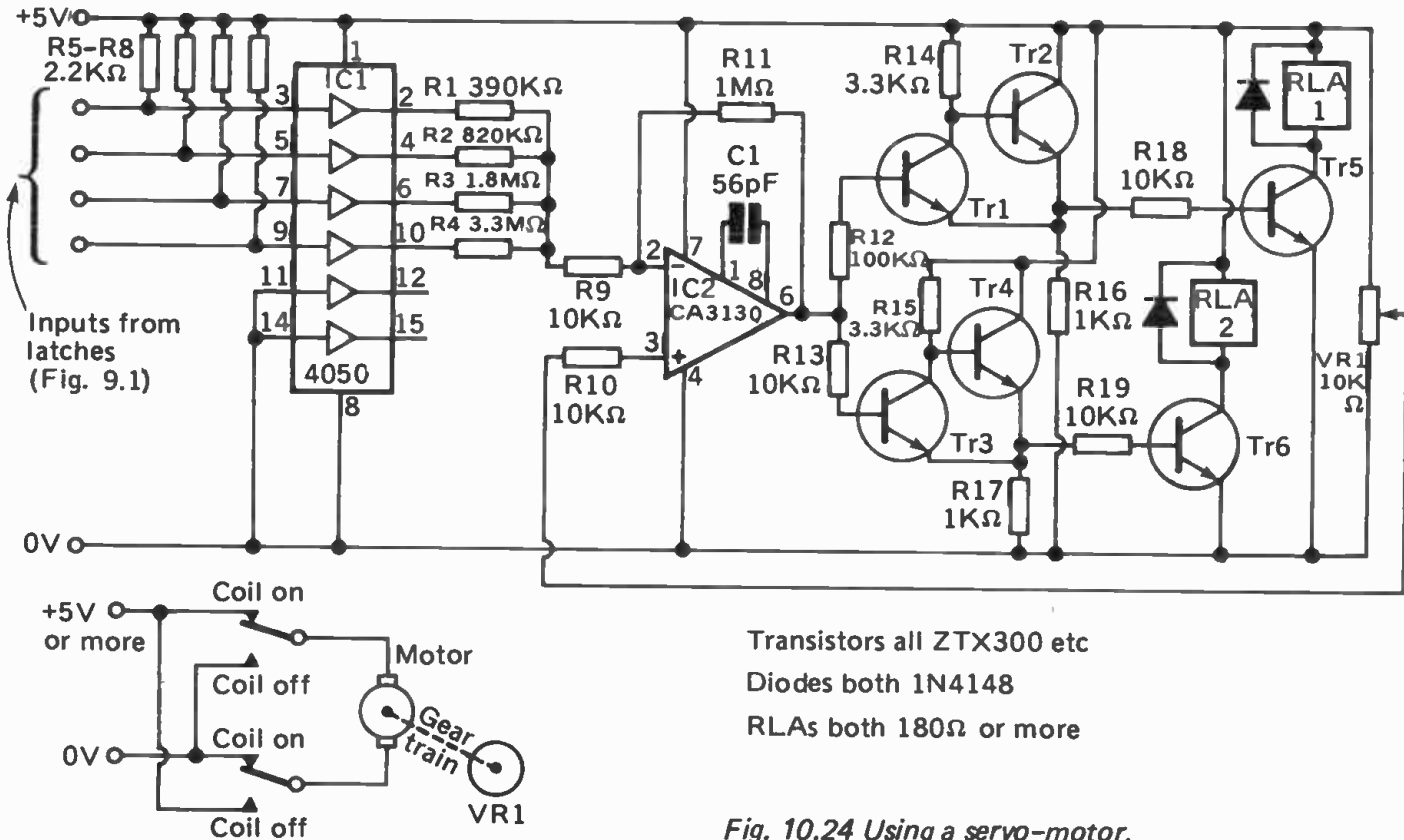 +5V
R5-R8
2.2KΩ
1
IC1
3
2
5
4
7
6
9
10
11
12
14
15
4050
8
R1 390KΩ
R2 820KΩ
R3 1.8MΩ
R4 3.3MΩ
Inputs from
latches
(Fig. 9.1)
0V
R9
10KΩ
R10
10KΩ
R11
1MΩ
C1
56pF
2
-
7
1
8
IC2
CA3130
6
3
+
4
R12
100KΩ
R13
10KΩ
R14
3.3KΩ
Tr2
Tr1
R15
3.3KΩ
Tr4
Tr3
R16
1KΩ
R17
1KΩ
R18
10KΩ
R19
10KΩ
RLA
1
Tr5
RLA
2
Tr6
VR1
10K
Ω
+5V
or more
Coil on
Coil off
0V
Coil on
Coil off
Motor
Gear
train
VR1
Transistors all ZTX300 etc
Diodes both 1N4148
RLAs both 180Ω or more
Fig. 10.24 Using a servo-motor.